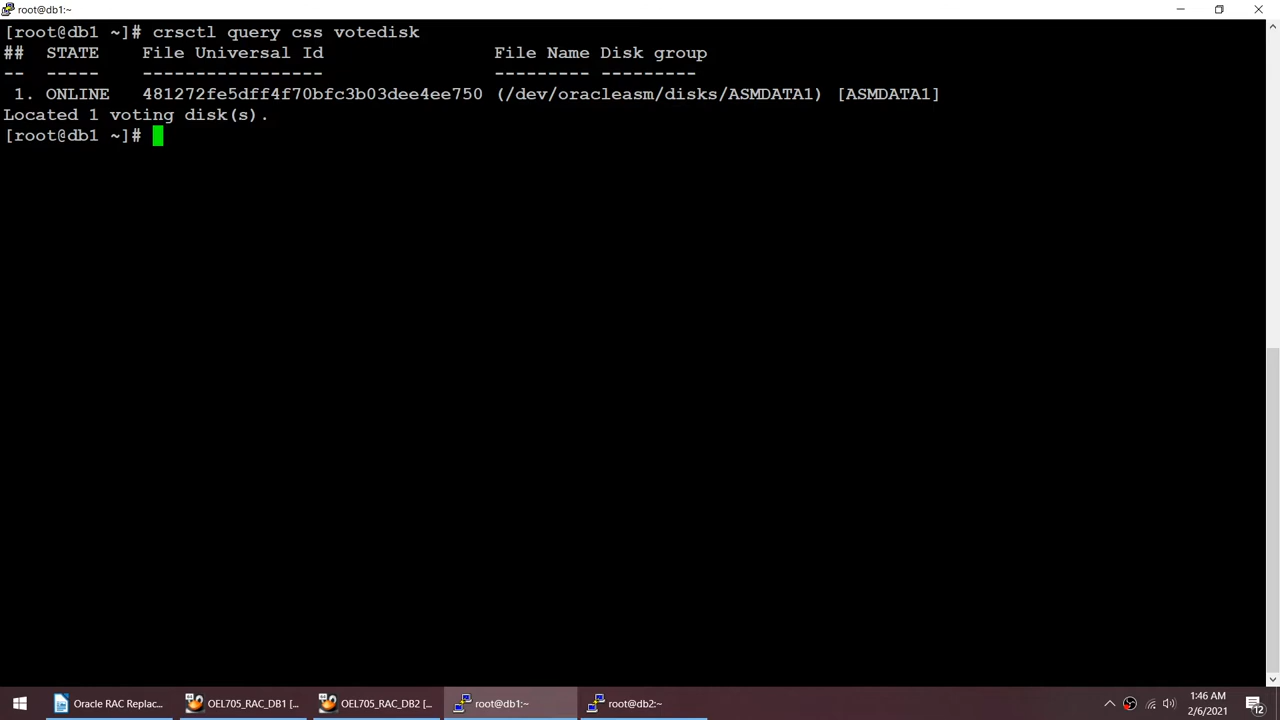 root@db1:~
[root@db1 ~]# crsctl query css votedisk
##  STATE    File Universal Id                File Name Disk group
--  -----    -----------------                --------- ---------
 1. ONLINE   481272fe5dff4f70bfc3b03dee4ee750 (/dev/oracleasm/disks/ASMDATA1) [ASMDATA1]
Located 1 voting disk(s).
[root@db1 ~]#
Oracle RAC Replac...
OEL705_RAC_DB1 [...
OEL705_RAC_DB2 [...
root@db1:~
root@db2:~
1:46 AM
2/6/2021
12